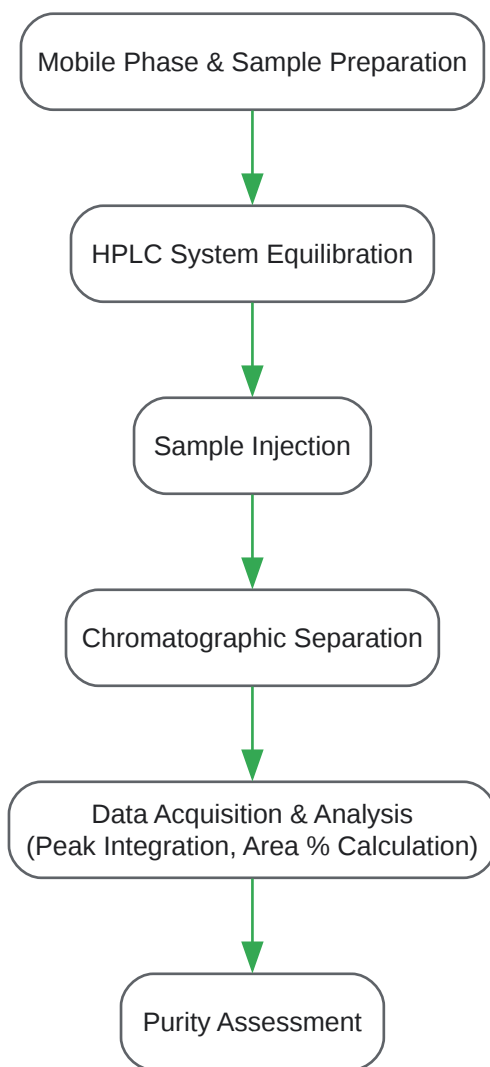 Mobile Phase & Sample Preparation
HPLC System Equilibration
Sample Injection
Chromatographic Separation
Data Acquisition & Analysis
(Peak Integration, Area % Calculation)
Purity Assessment